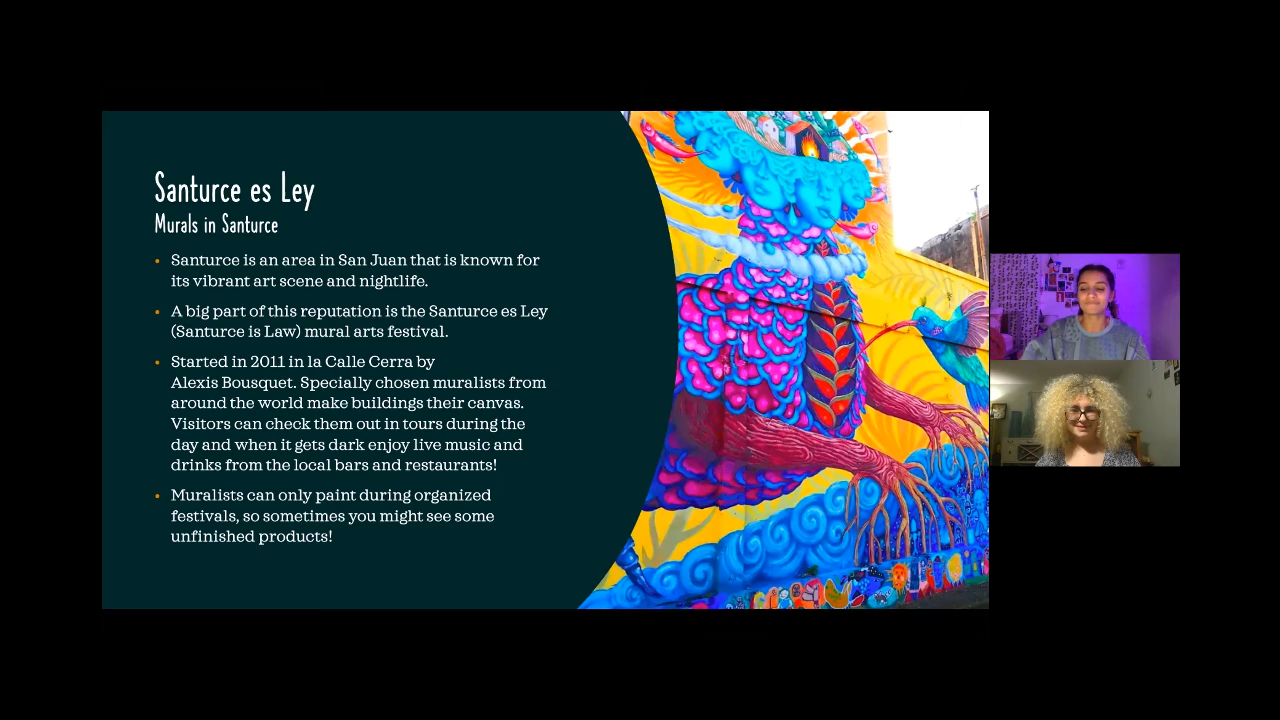 Santurce es Ley
Murals in Santurce
• Santurce is an area in San Juan that is known for
its vibrant art scene and nightlife.
• A big part of this reputation is the Santurce es Ley
(Santurce is Law) mural arts festival.
• Started in 2011 in la Calle Cerra by
Alexis Bousquet. Specially chosen muralists from
around the world make buildings their canvas.
Visitors can check them out in tours during the
day and when it gets dark enjoy live music and
drinks from the local bars and restaurants!
• Muralists can only paint during organized
festivals, so sometimes you might see some
unfinished products!